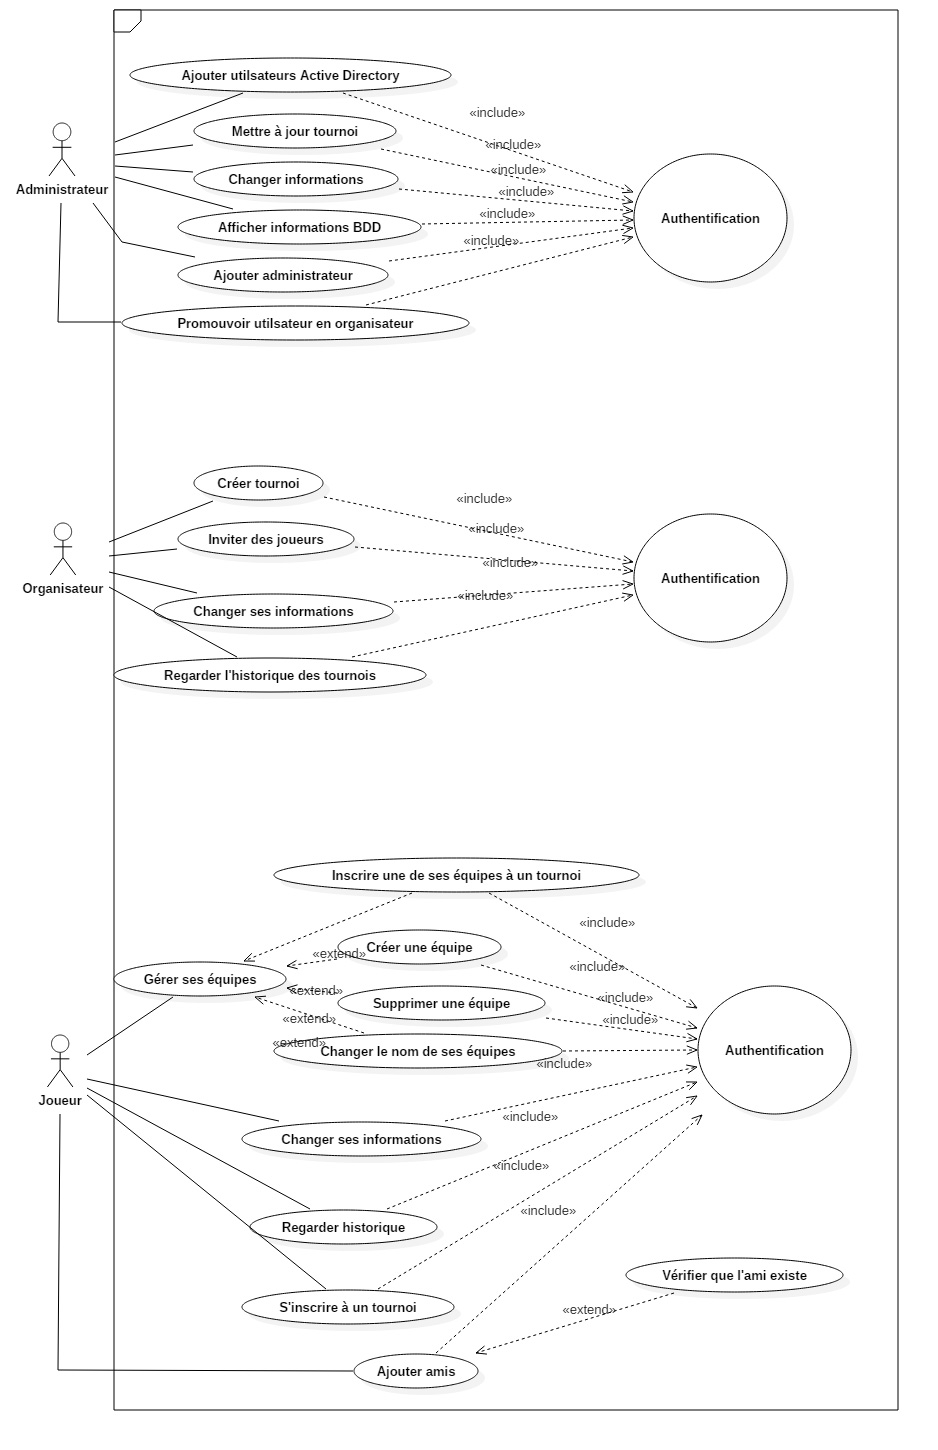 Ajouter utilsateurs Active Directory
«include»
Mettre à jour tournoi
«include»
«include»
Changer informations
Administrateur
«include»
«include»
Authentification
Afficher informations BDD
«include»
Ajouter administrateur
Promouvoir utilsateur en organisateur
Créer tournoi
«include»
«include»
Inviter des joueurs
«include»
Authentification
Organisateur
«include»
Changer ses informations
Regarder l'historique des tournois
Inscrire une de ses équipes à un tournoi
«include»
Créer une équipe
«extend»
«include»
Gérer ses équipes
«extend»
«include»
Supprimer une équipe
«extend»
«include»
«extend»
Changer le nom de ses équipes
Authentification
«include»
Joueur
«include»
Changer ses informations
«include»
«include»
Regarder historique
Vérifier que l'ami existe
S'inscrire à un tournoi
«extend»
Ajouter amis